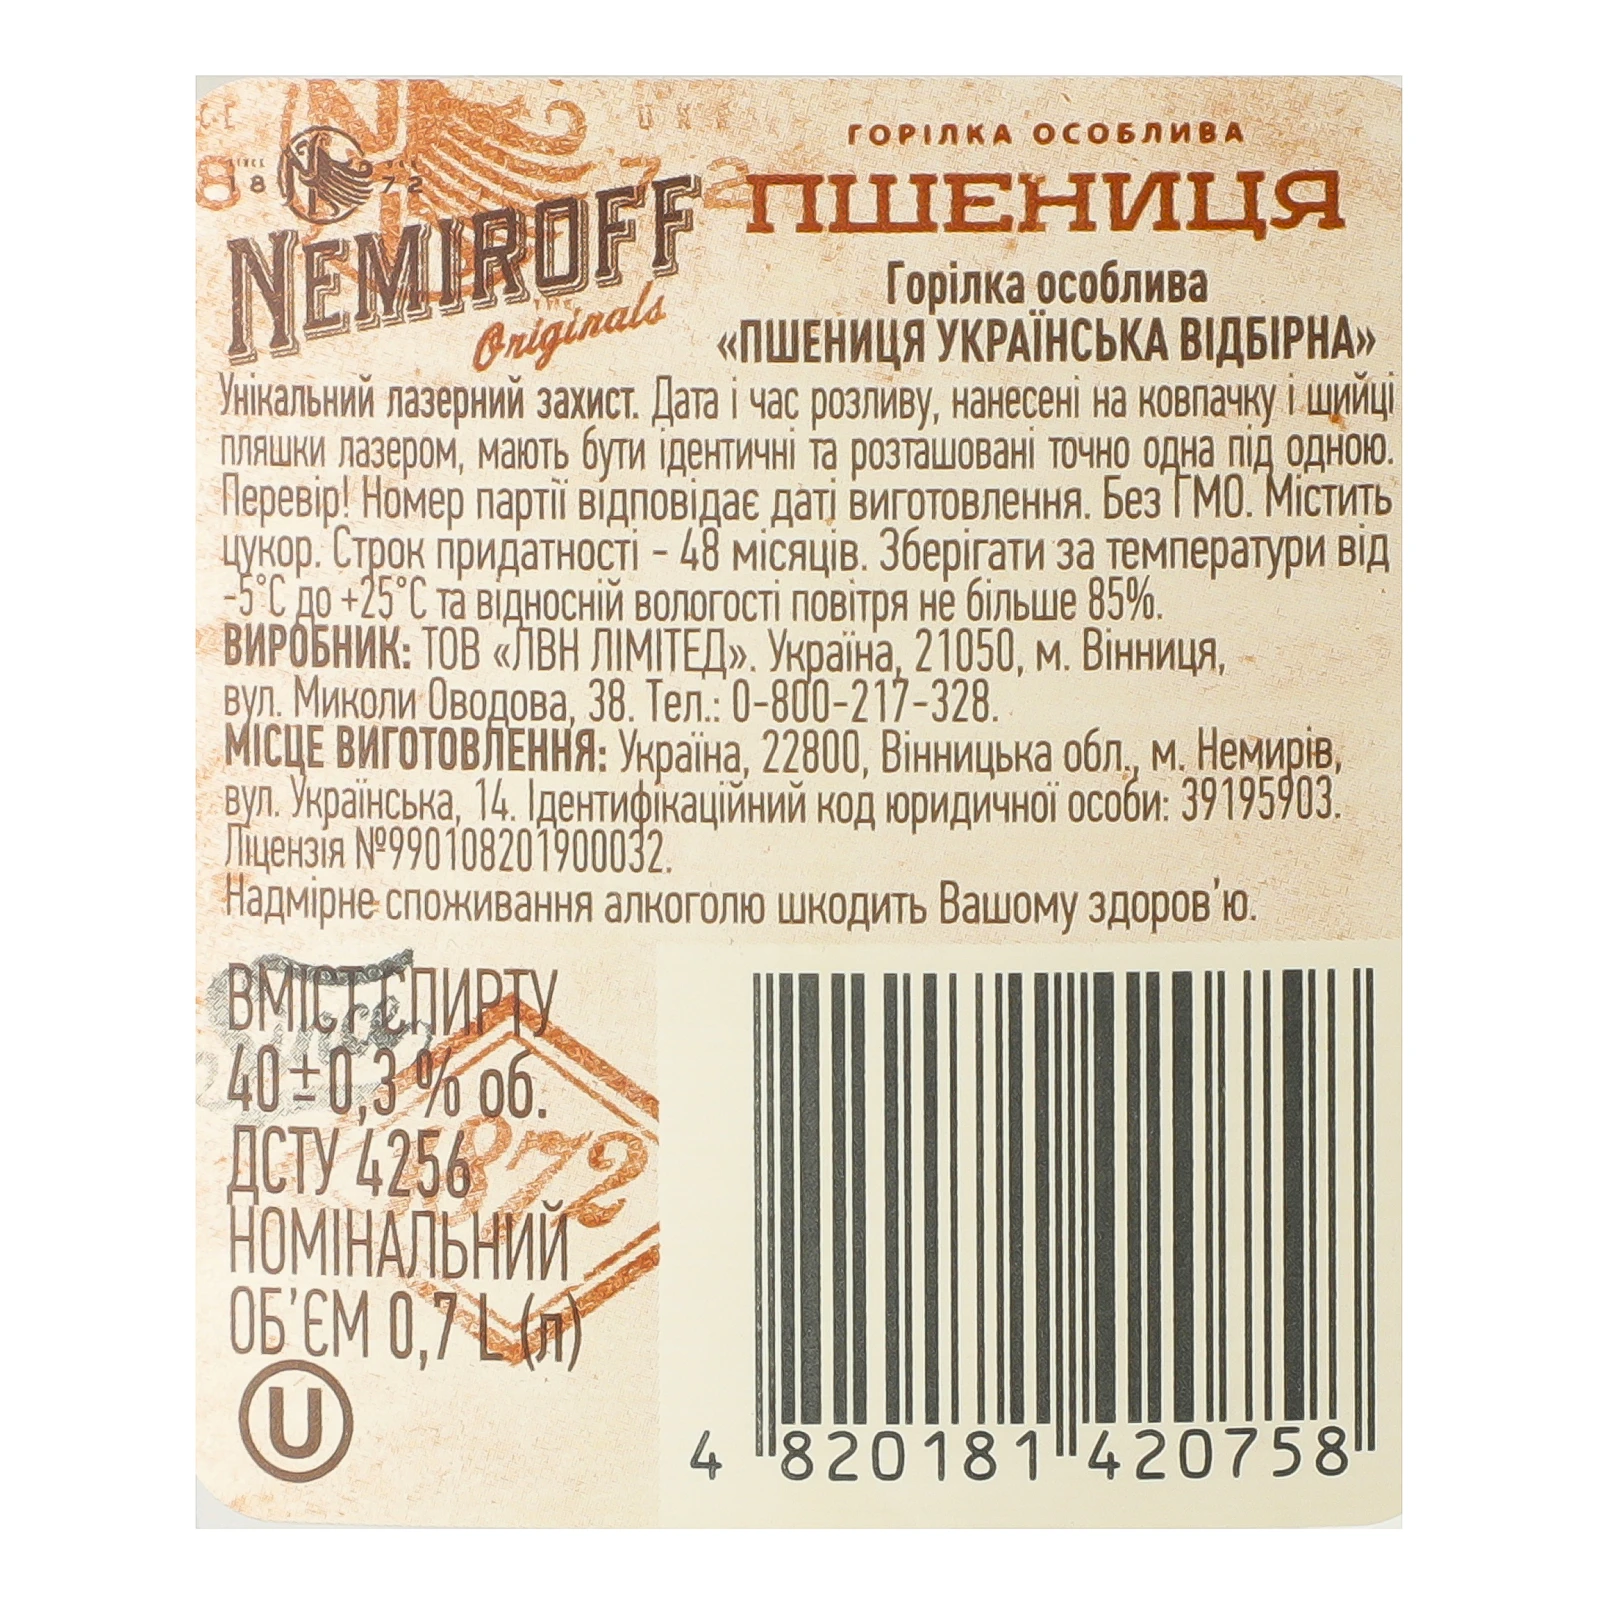 SINCE
18 72
NEMIROFF
THE
Originals
ГОРІЛКА ОСОБЛИВА
ПШЕНИЦЯ
Горілка особлива
«ПШЕНИЦЯ УКРАЇНСЬКА ВІДБІРНА»
Унікальний лазерний захист. Дата і час розливу, нанесені на ковпачку і шийці
пляшки лазером, мають бути ідентичні та розташовані точно одна під одною.
Перевір! Номер партії відповідає даті виготовлення. Без ГМО. Містить
цукор. Строк придатності - 48 місяців. Зберігати за температури від
-5°С до +25°С та відносній вологості повітря не більше 85%.
ВИРОБНИК: ТОВ «ЛВН ЛІМІТЕД». Україна, 21050, м. Вінниця,
вул. Миколи Оводова, 38. Тел.: 0-800-217-328.
МІСЦЕ ВИГОТОВЛЕННЯ: Україна, 22800, Вінницька обл., м. Немирів,
вул. Українська, 14. Ідентифікаційний код юридичної особи: 39195903.
Ліцензія №990108201900032.
Надмірне споживання алкоголю шкодить Вашому здоров'ю.
ВМІСТ СПИРТУ
40±0,3 % об.
ДСТУ 4256
НОМІНАЛЬНИЙ
ОБ'ЄМ 0,7 L (л)
U
1872
4 820181 420758